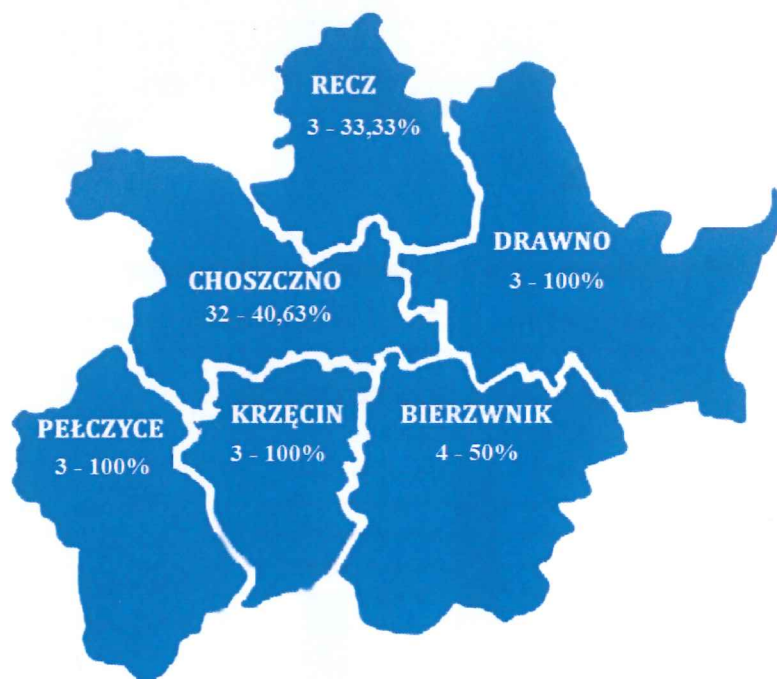 RECZ
3 - 33,33%
DRAWNO
3 - 100%
CHOSZCZNO
32 - 40,63%
PEŁCZYCE
3 - 100%
KRZĘCIN
3 - 100%
BIERZWNIK
4 - 50%